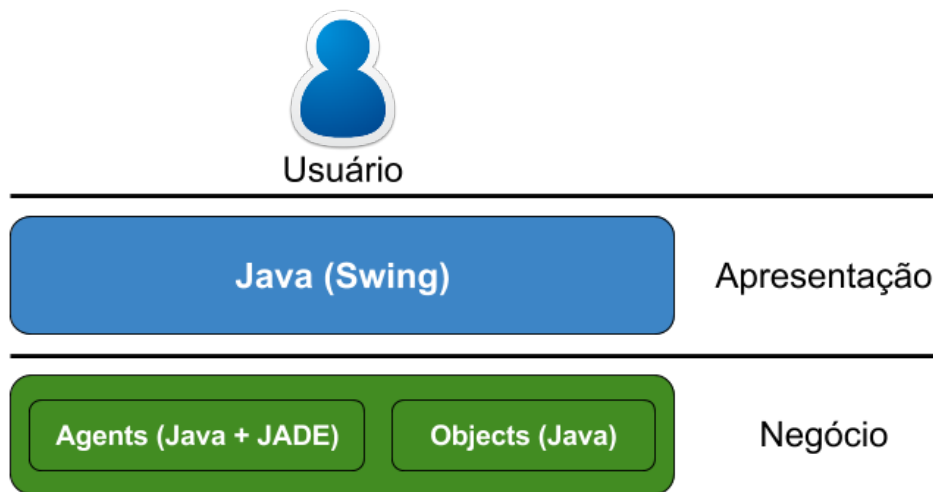 Usuário
Java (Swing)
Apresentação
Agents (Java + JADE)
Objects (Java)
Negócio